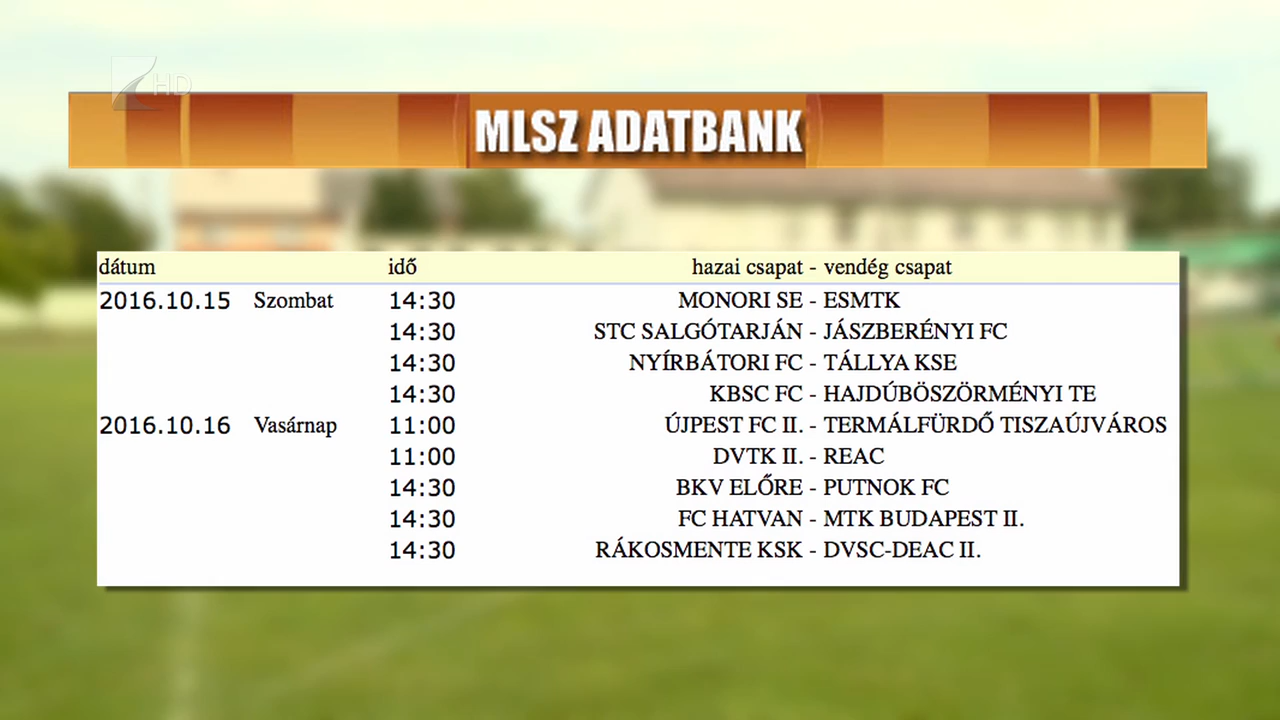 HD
MLSZ ADATBANK
dátum idő hazai csapat - vendég csapat
2016.10.15 Szombat 14:30 MONORI SE - ESMTK
14:30 STC SALGÓTARJÁN - JÁSZBERÉNYI FC
14:30 NYÍRBÁTORI FC - TÁLLYA KSE
14:30 KBSC FC - HAJDÚBÖSZÖRMÉNYI TE
2016.10.16 Vasárnap 11:00 ÚJPEST FC II. - TERMÁLFÜRDŐ TISZAÚJVÁROS
11:00 DVTK II. - REAC
14:30 BKV ELŐRE - PUTNOK FC
14:30 FC HATVAN - MTK BUDAPEST II.
14:30 RÁKOSMENTE KSK - DVSC-DEAC II.